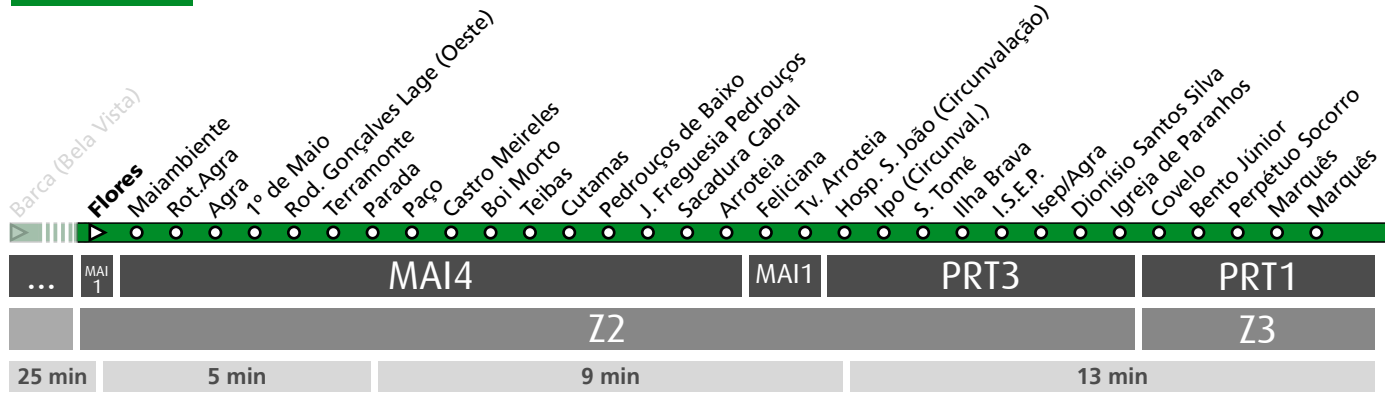 Barca (Bela Vista)
Flores
Maiambiente
Rot.Agra
Agra
1º de Maio
Rod. Gonçalves Lage (Oeste)
Terramonte
Parada
Paço
Castro Meireles
Boi Morto
Teibas
Cutamas
Pedrouços de Baixo
J. Freguesia Pedrouços
Sacadura Cabral
Arroteia
Feliciana
Tv. Arroteia
Hosp. S. João (Circunvalação)
Ipo (Circunval.)
S. Tomé
Ilha Brava
I.S.E.P.
Isep/Agra
Dionisio Santos Silva
Igreja de Paranhos
Covelo
Bento Júnior
Perpétuo Socorro
Marquês
Marquês
... MAI 1 MAI4 MAI1 PRT3 PRT1
Z2 Z3
25 min 5 min 9 min 13 min